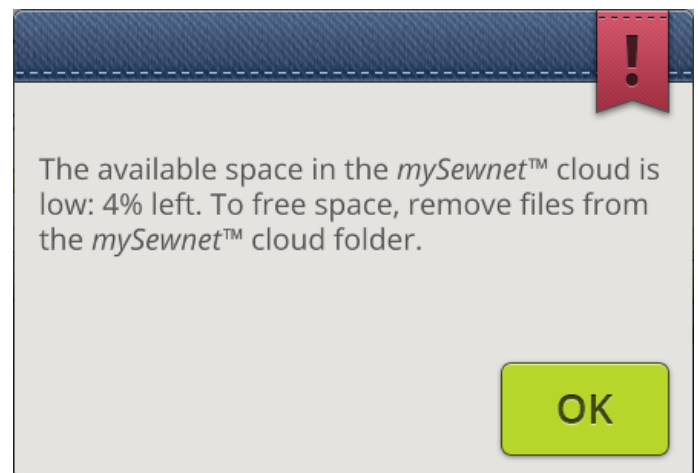 !
The available space in the mySewnet™ cloud is
low: 4% left. To free space, remove files from
the mySewnet™ cloud folder.
OK